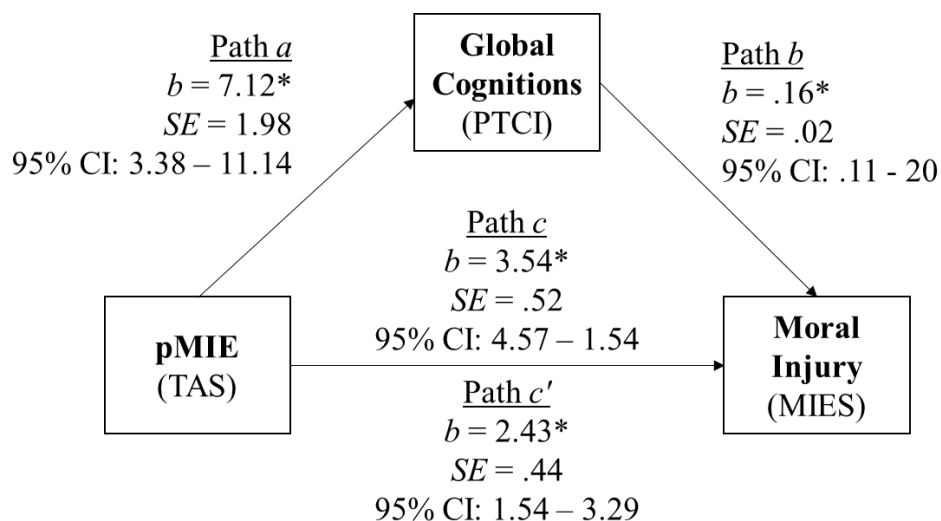 Path a
b = 7.12*
SE = 1.98
95% CI: 3.38 – 11.14
Global
Cognitions
(PTCI)
Path b
b = .16*
SE = .02
95% CI: .11 - 20
Path c
b = 3.54*
SE = .52
95% CI: 4.57 – 1.54
pMIE
(TAS)
Moral
Injury
(MIES)
Path c′
b = 2.43*
SE = .44
95% CI: 1.54 – 3.29